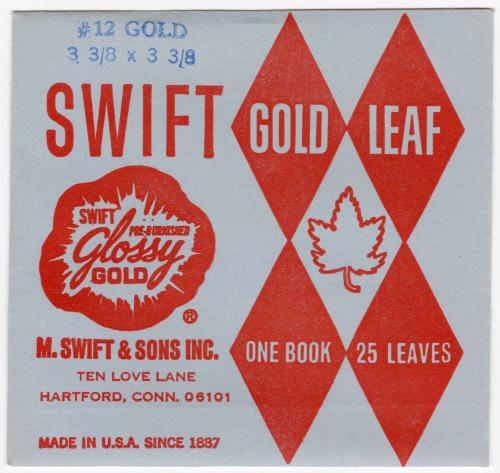 #12 GOLD
3 3/8 x 3 3/8
SWIFT
GOLD LEAF
SWIFT
PRE-BURNISHED
Glossy
GOLD
®
M. SWIFT & SONS INC.
TEN LOVE LANE
HARTFORD, CONN. 06101
MADE IN U.S.A. SINCE 1887
ONE BOOK 25 LEAVES